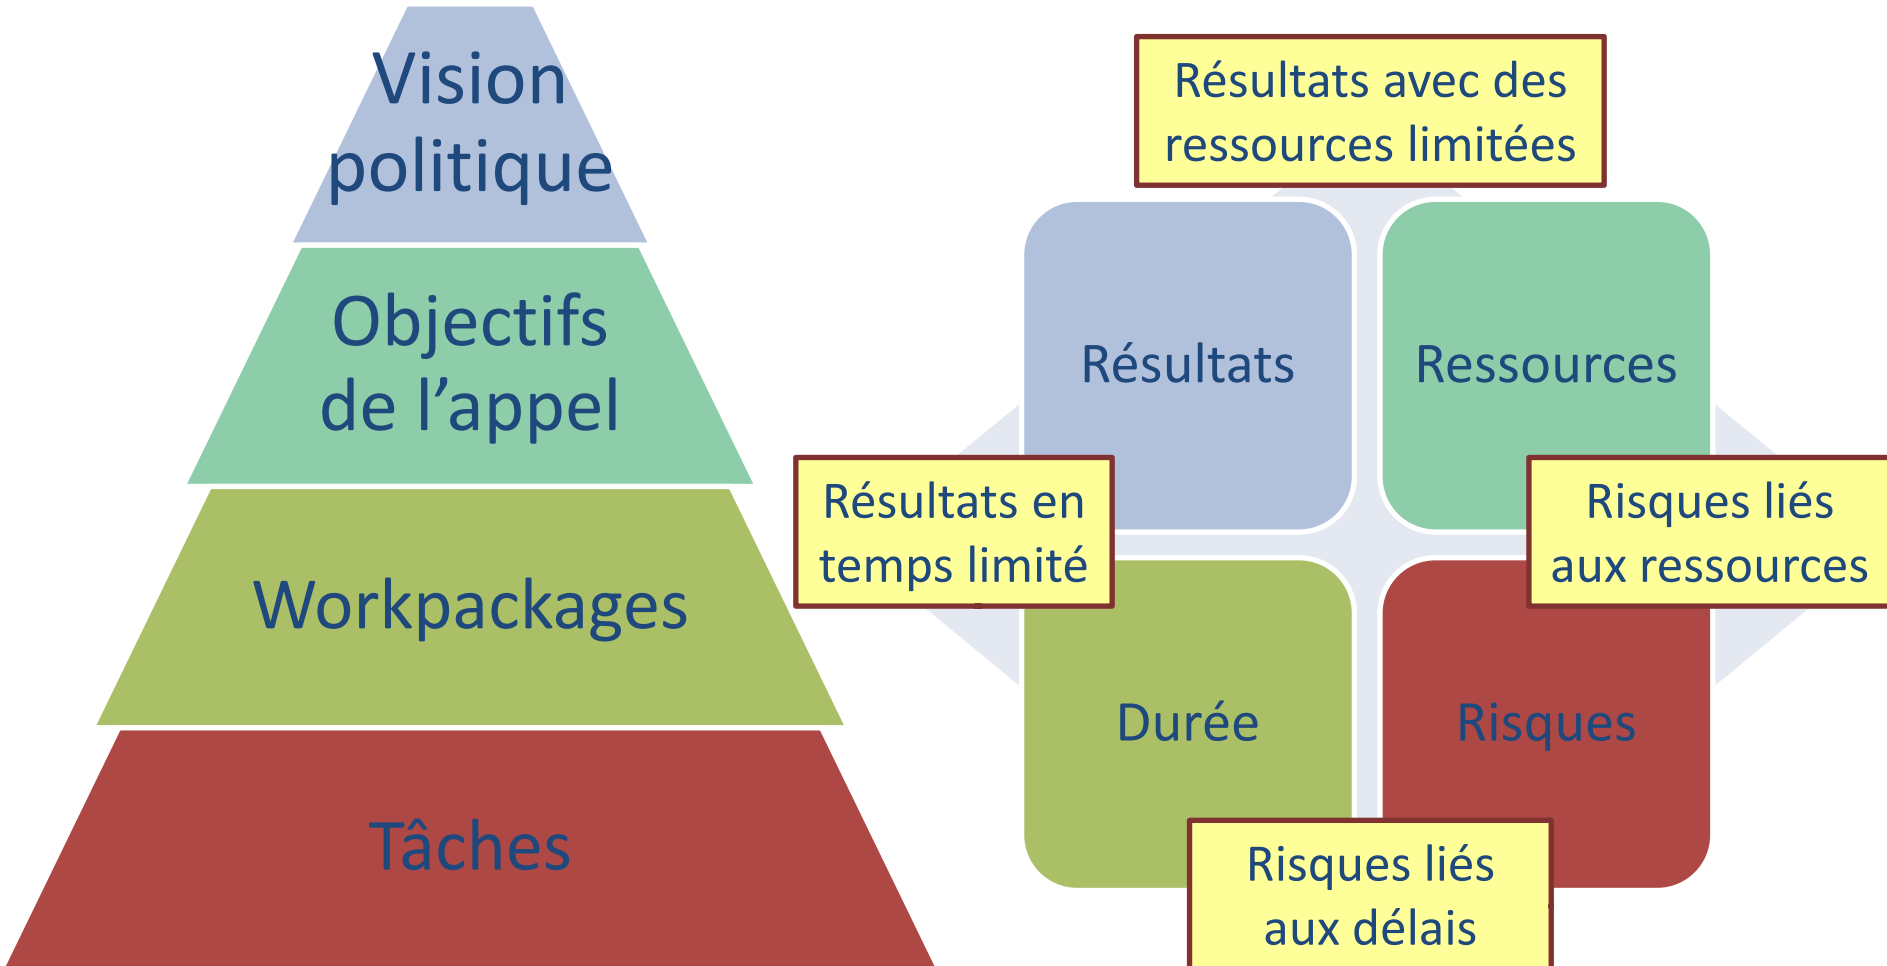 Vision
politique
Objectifs
de l’appel
Workpackages
Tâches
Résultats avec des
ressources limitées
Résultats
Ressources
Résultats en
temps limité
Risques liés
aux ressources
Durée
Risques
Risques liés
aux délais